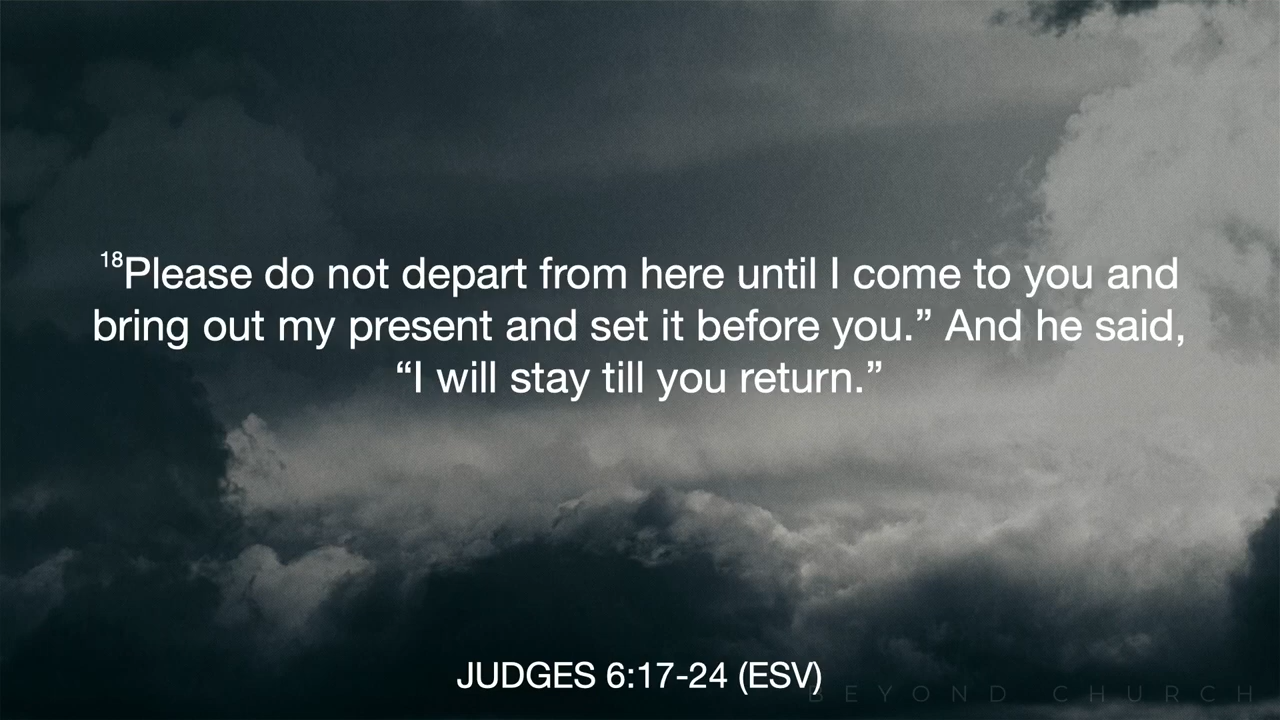 ¹⁸Please do not depart from here until I come to you and
bring out my present and set it before you.” And he said,
“I will stay till you return.”
JUDGES 6:17-24 (ESV)
BEYOND CHURCH